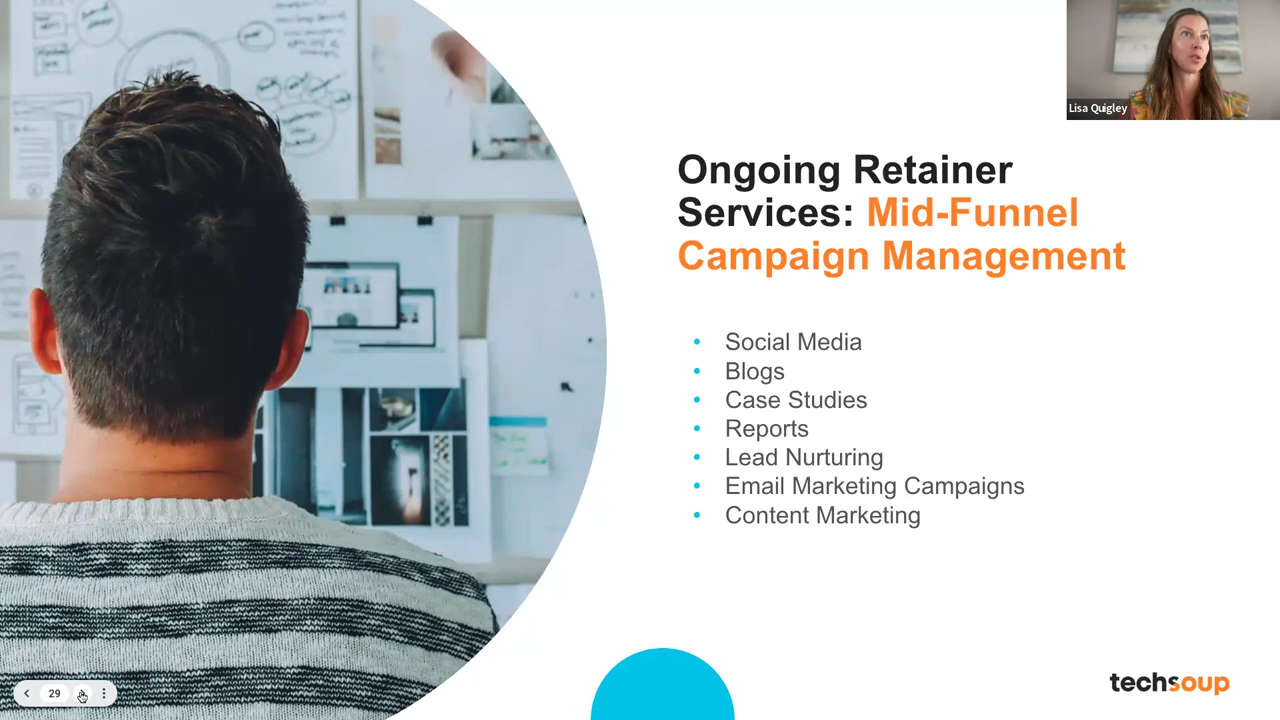 Lisa Quigley
Ongoing Retainer
Services: Mid-Funnel
Campaign Management
• Social Media
• Blogs
• Case Studies
• Reports
• Lead Nurturing
• Email Marketing Campaigns
• Content Marketing
29
techsoup